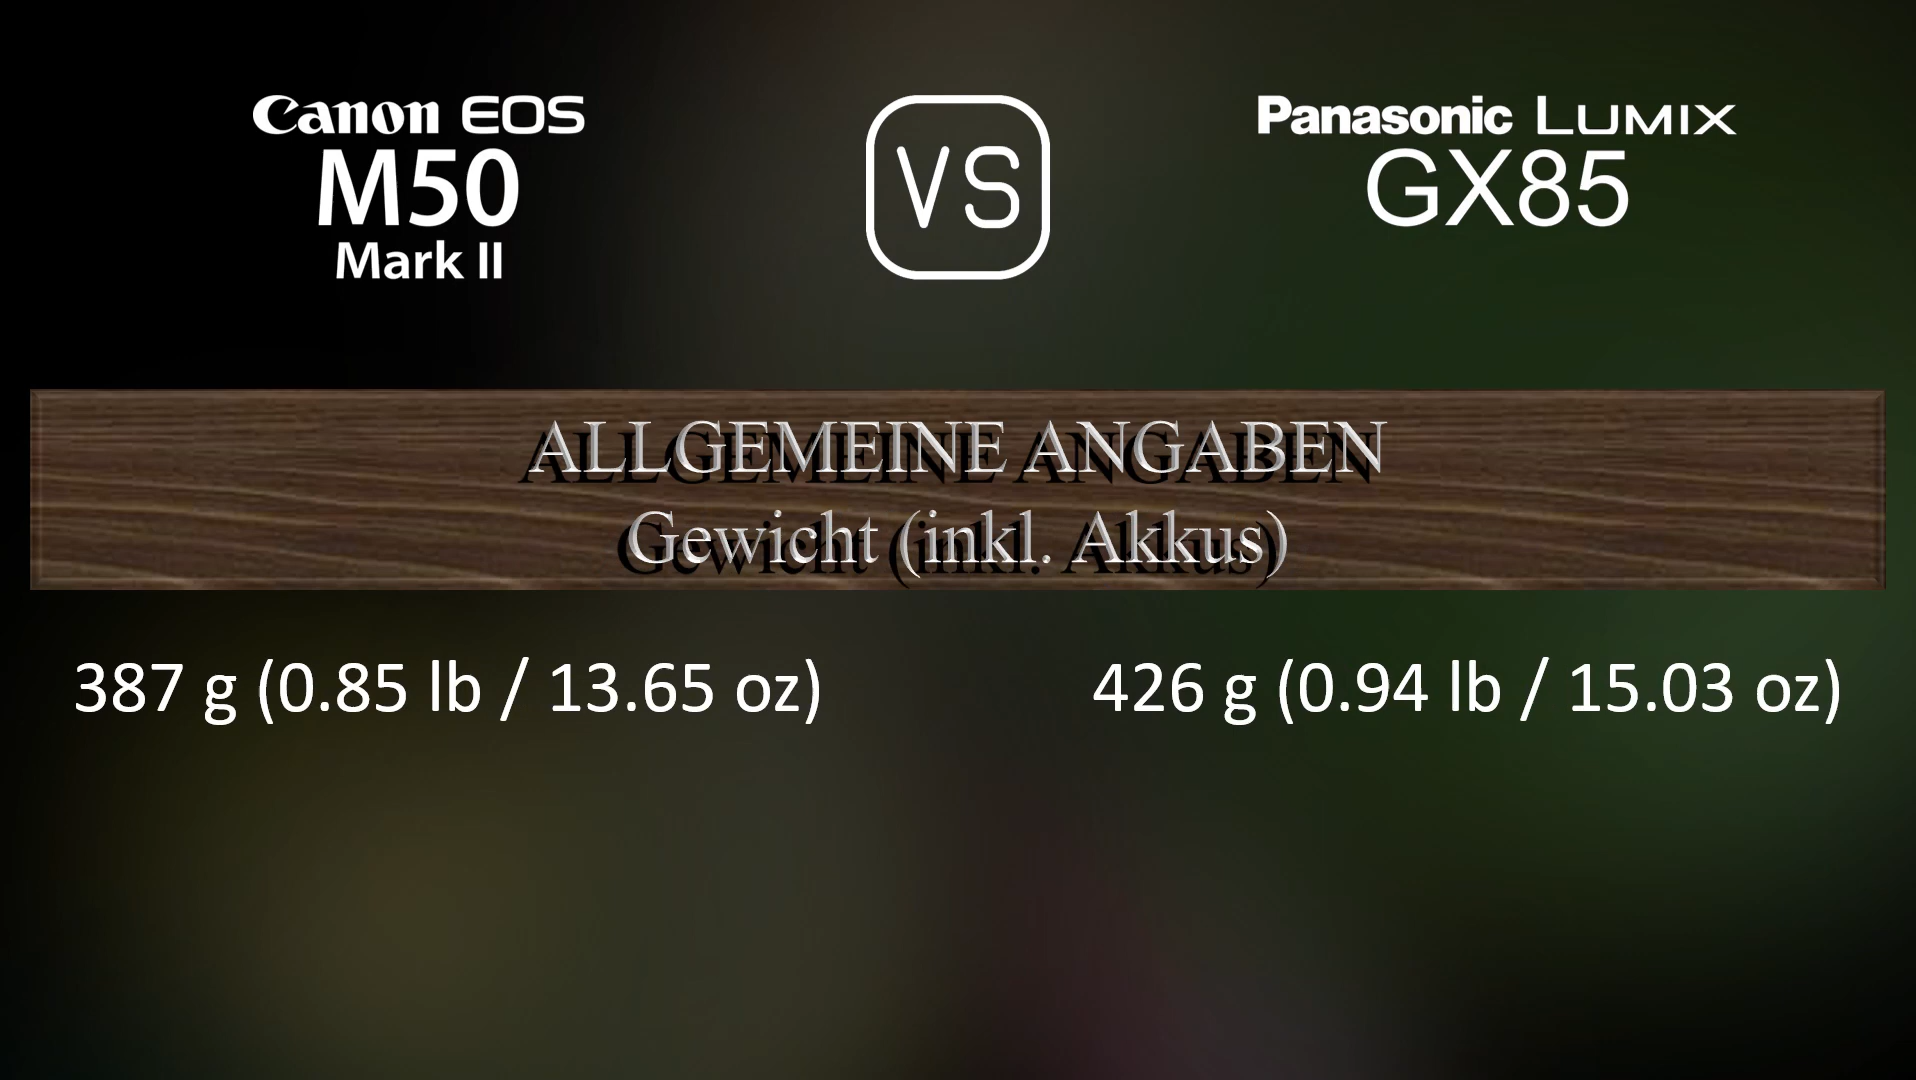 Canon EOS
M50
Mark II
VS
Panasonic LUMIX
GX85
ALLGEMEINE ANGABEN
Gewicht (inkl. Akkus)
387 g (0.85 lb / 13.65 oz)
426 g (0.94 lb / 15.03 oz)